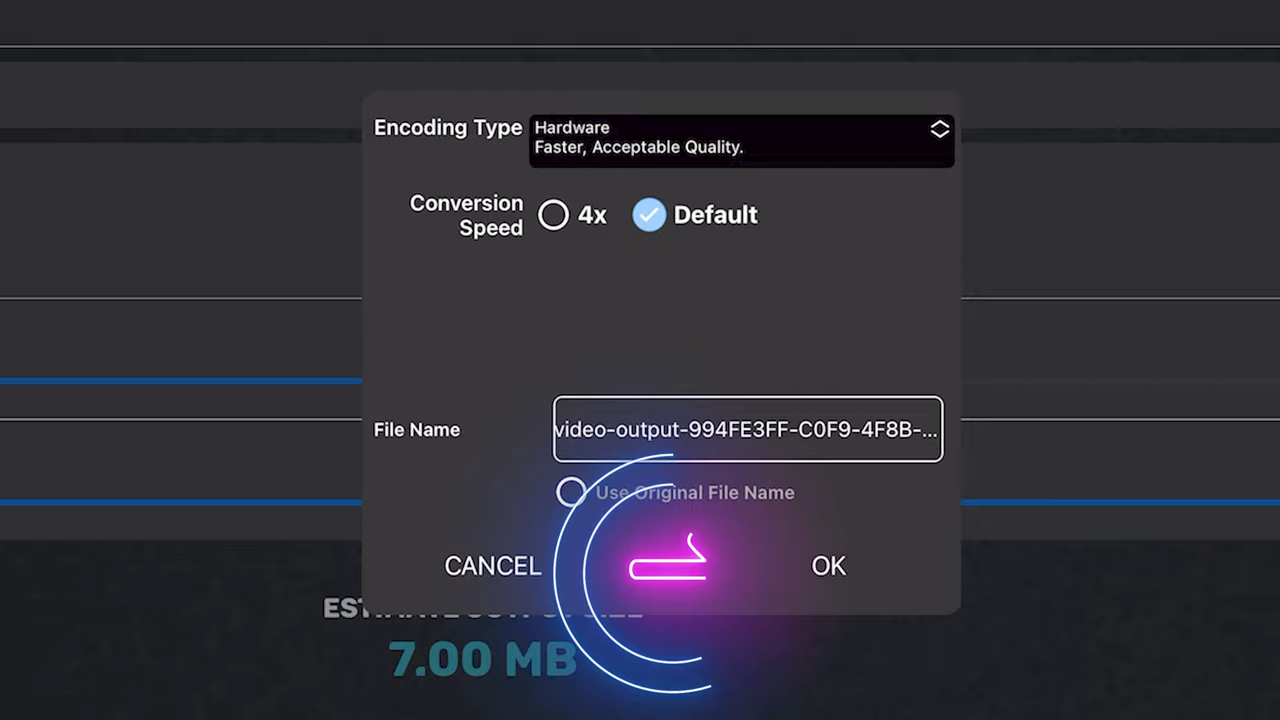 Encoding Type
Hardware
Faster, Acceptable Quality.
Conversion
Speed
4x
Default
File Name
video-output-994FE3FF-C0F9-4F8B-...
Use Original File Name
CANCEL
OK
7.00 MB